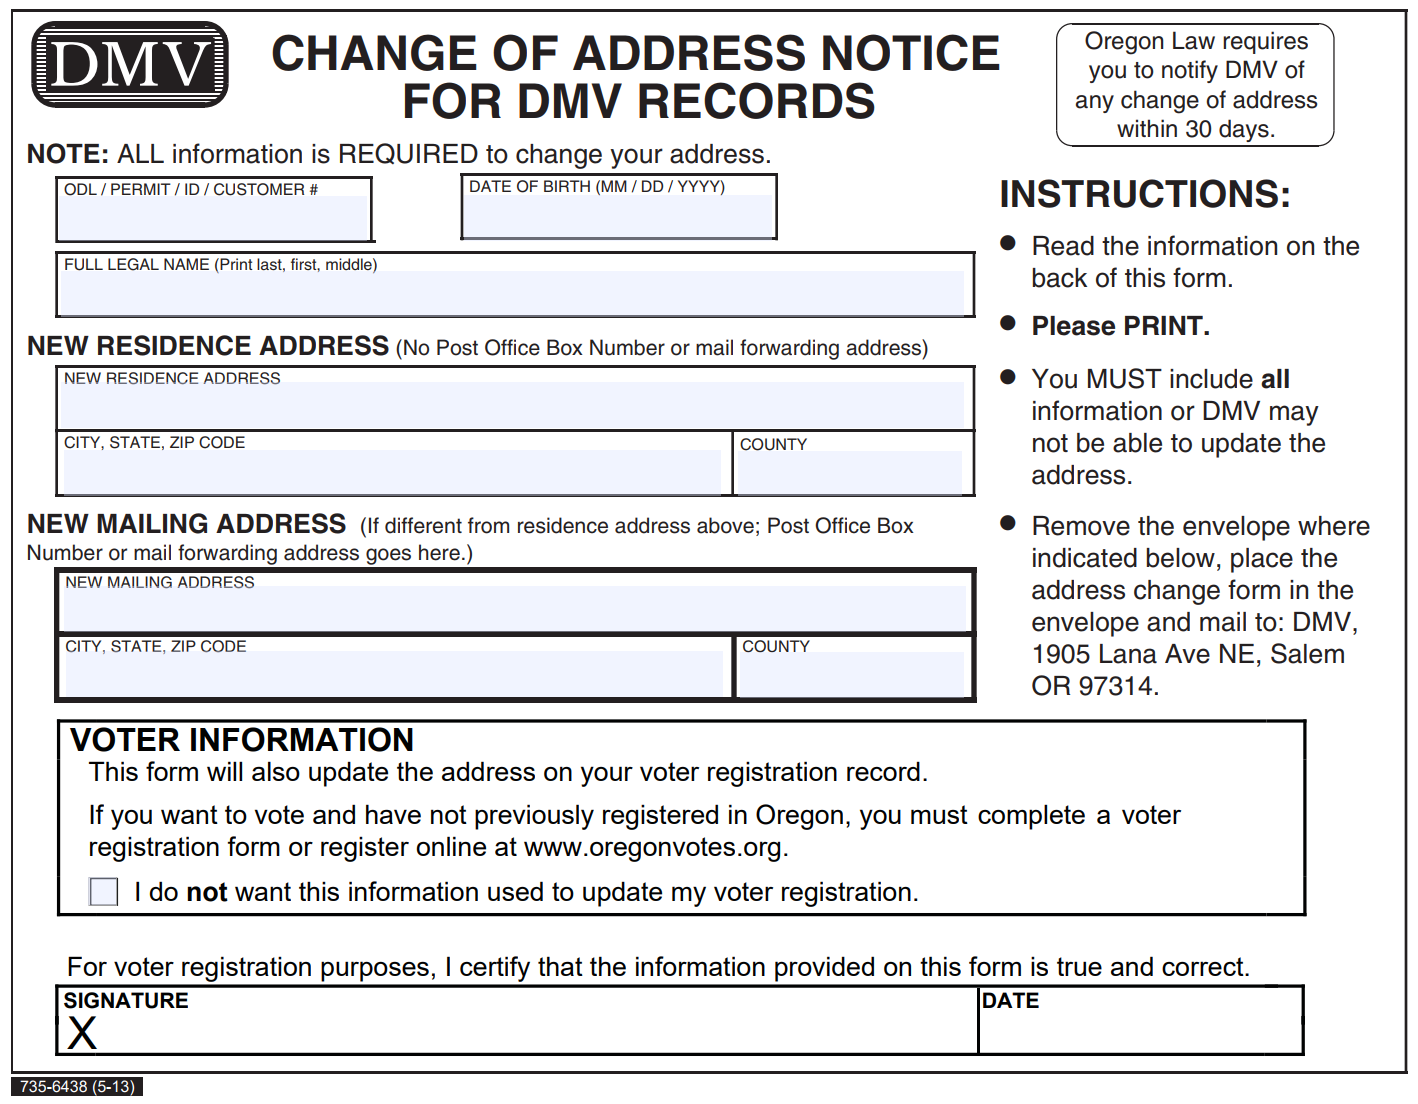 DMV
CHANGE OF ADDRESS NOTICE
FOR DMV RECORDS
Oregon Law requires
you to notify DMV of
any change of address
within 30 days.
NOTE: ALL information is REQUIRED to change your address.
ODL / PERMIT / ID / CUSTOMER #
DATE OF BIRTH (MM / DD / YYYY)
FULL LEGAL NAME (Print last, first, middle)
NEW RESIDENCE ADDRESS (No Post Office Box Number or mail forwarding address)
NEW RESIDENCE ADDRESS
CITY, STATE, ZIP CODE
COUNTY
NEW MAILING ADDRESS (If different from residence address above; Post Office Box
Number or mail forwarding address goes here.)
NEW MAILING ADDRESS
CITY, STATE, ZIP CODE
COUNTY
INSTRUCTIONS:
● Read the information on the
back of this form.
● Please PRINT.
● You MUST include all
information or DMV may
not be able to update the
address.
● Remove the envelope where
indicated below, place the
address change form in the
envelope and mail to: DMV,
1905 Lana Ave NE, Salem
OR 97314.
VOTER INFORMATION
This form will also update the address on your voter registration record.
If you want to vote and have not previously registered in Oregon, you must complete a voter
registration form or register online at www.oregonvotes.org.
I do not want this information used to update my voter registration.
For voter registration purposes, I certify that the information provided on this form is true and correct.
SIGNATURE
X
DATE
735-6438 (5-13)